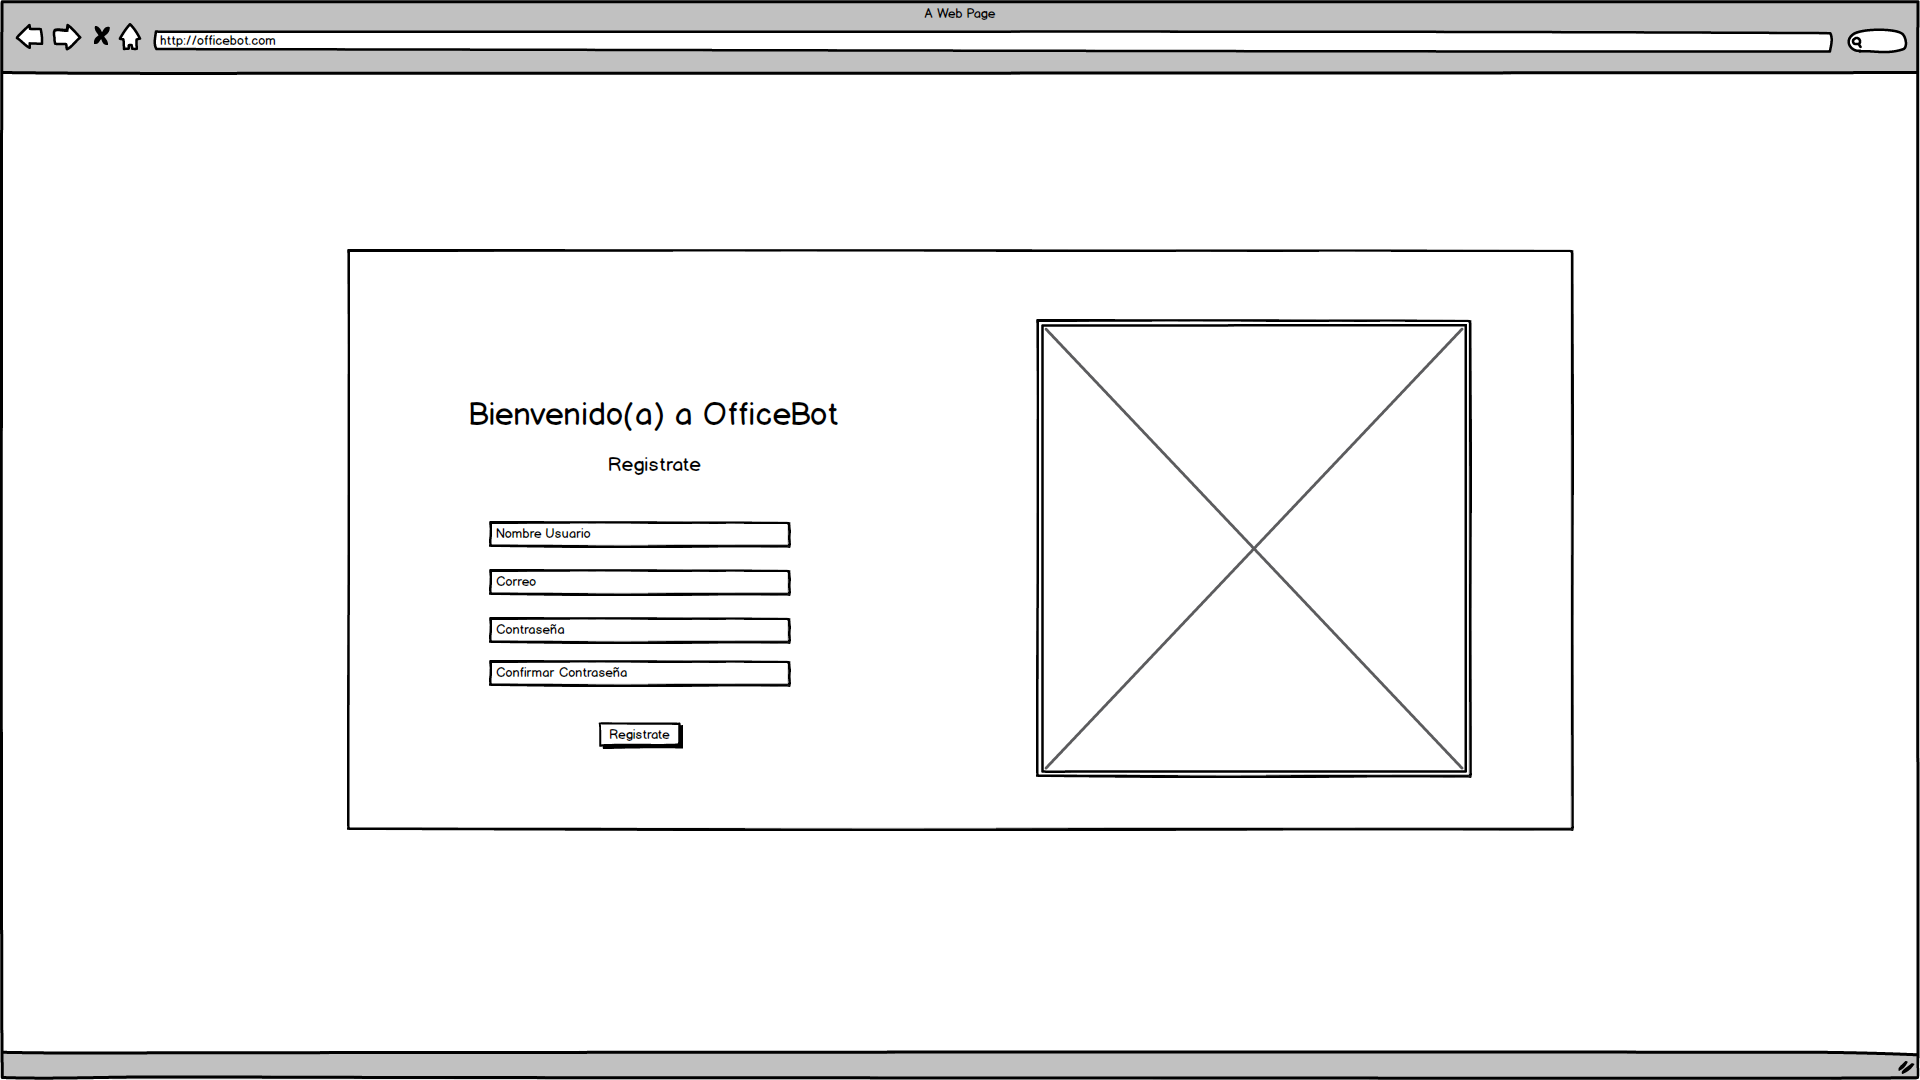 A Web Page
http://officebot.com
Bienvenido(a) a OfficeBot
Registrate
Nombre Usuario
Correo
Contraseña
Confirmar Contraseña
Registrate